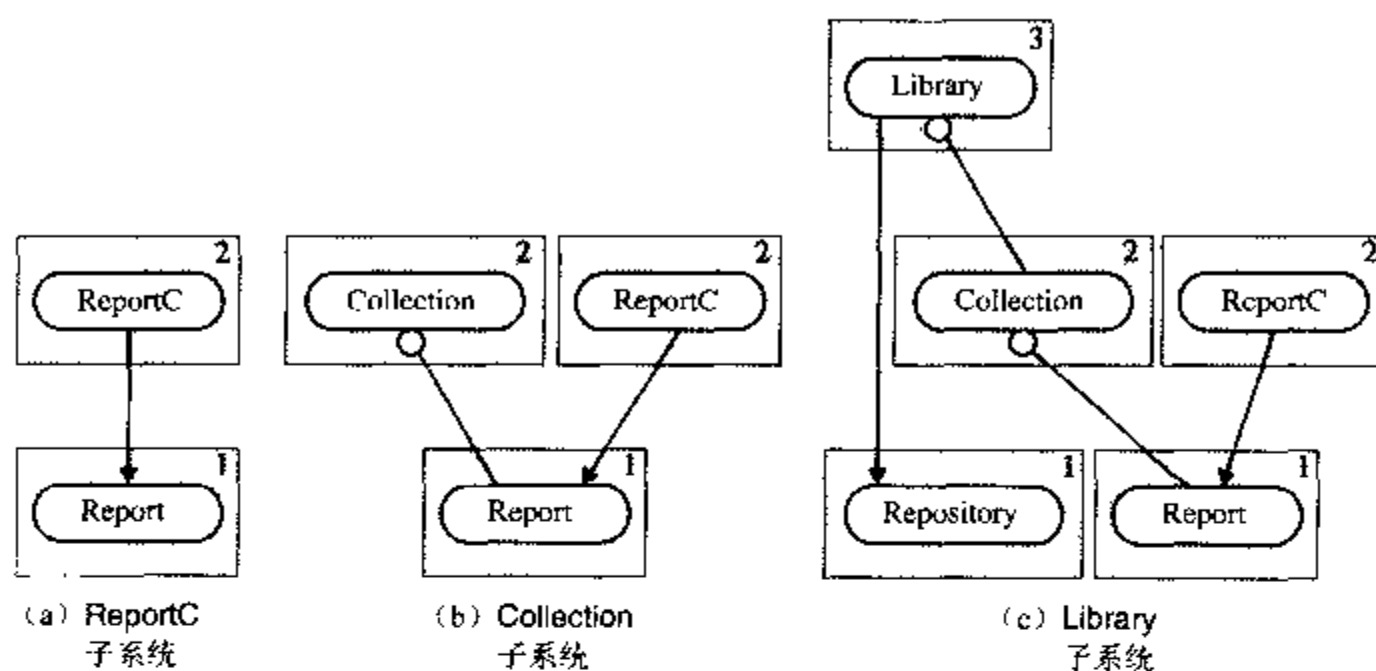 3
Library
2
ReportC
2
Collection
2
ReportC
2
Collection
2
ReportC
1
Report
1
Report
1
Repository
1
Report
（a）ReportC
子系统
（b）Collection
子系统
（c）Library
子系统